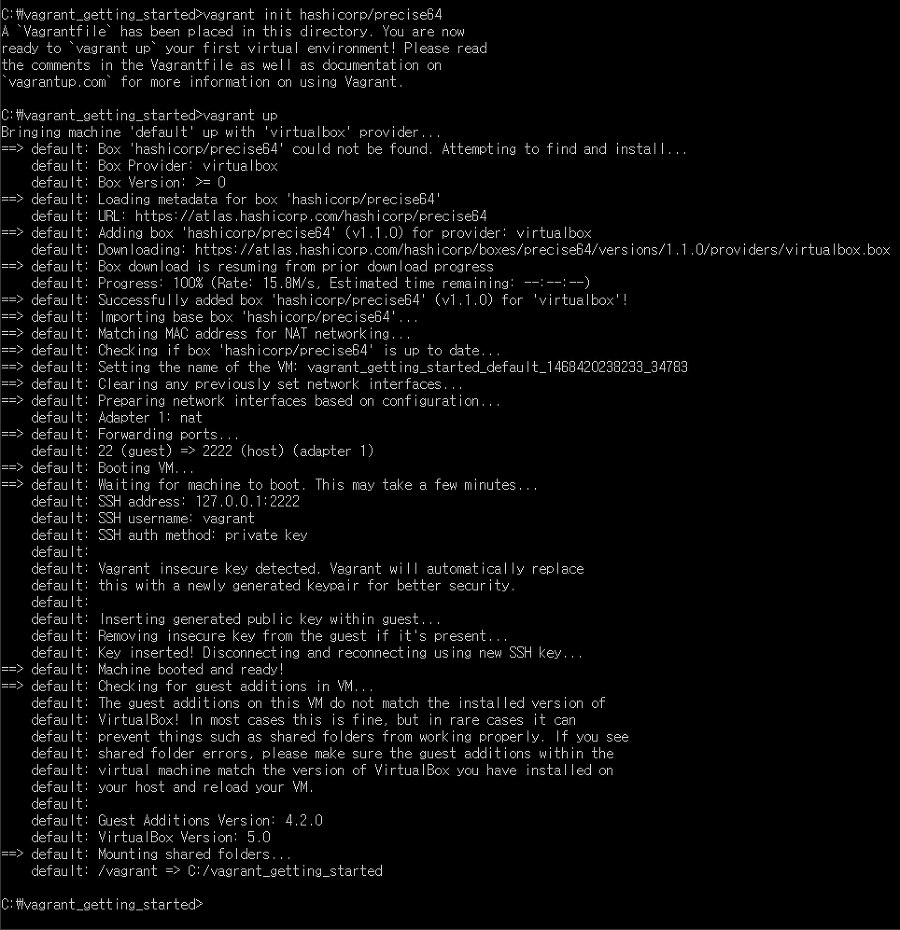 C:₩vagrant_getting_started>vagrant init hashicorp/precise64
A `Vagrantfile` has been placed in this directory. You are now
ready to `vagrant up` your first virtual environment! Please read
the comments in the Vagrantfile as well as documentation on
`vagrantup.com` for more information on using Vagrant.
C:₩vagrant_getting_started>vagrant up
Bringing machine 'default' up with 'virtualbox' provider...
==> default: Box 'hashicorp/precise64' could not be found. Attempting to find and install...
default: Box Provider: virtualbox
default: Box Version: >= 0
==> default: Loading metadata for box 'hashicorp/precise64'
default: URL: https://atlas.hashicorp.com/hashicorp/precise64
==> default: Adding box 'hashicorp/precise64' (v1.1.0) for provider: virtualbox
default: Downloading: https://atlas.hashicorp.com/hashicorp/boxes/precise64/versions/1.1.0/providers/virtualbox.box
==> default: Box download is resuming from prior download progress
default: Progress: 100% (Rate: 15.8M/s, Estimated time remaining: --:--:--)
==> default: Successfully added box 'hashicorp/precise64' (v1.1.0) for 'virtualbox'!
==> default: Importing base box 'hashicorp/precise64'...
==> default: Matching MAC address for NAT networking...
==> default: Checking if box 'hashicorp/precise64' is up to date...
==> default: Setting the name of the VM: vagrant_getting_started_default_1468420238233_34783
==> default: Clearing any previously set network interfaces...
==> default: Preparing network interfaces based on configuration...
default: Adapter 1: nat
==> default: Forwarding ports...
default: 22 (guest) => 2222 (host) (adapter 1)
==> default: Booting VM...
==> default: Waiting for machine to boot. This may take a few minutes...
default: SSH address: 127.0.0.1:2222
default: SSH username: vagrant
default: SSH auth method: private key
default:
default: Vagrant insecure key detected. Vagrant will automatically replace
default: this with a newly generated keypair for better security.
default:
default: Inserting generated public key within guest...
default: Removing insecure key from the guest if it's present...
default: Key inserted! Disconnecting and reconnecting using new SSH key...
==> default: Machine booted and ready!
==> default: Checking for guest additions in VM...
default: The guest additions on this VM do not match the installed version of
default: VirtualBox! In most cases this is fine, but in rare cases it can
default: prevent things such as shared folders from working properly. If you see
default: shared folder errors, please make sure the guest additions within the
default: virtual machine match the version of VirtualBox you have installed on
default: your host and reload your VM.
default:
default: Guest Additions Version: 4.2.0
default: VirtualBox Version: 5.0
==> default: Mounting shared folders...
default: /vagrant => C:/vagrant_getting_started
C:₩vagrant_getting_started>